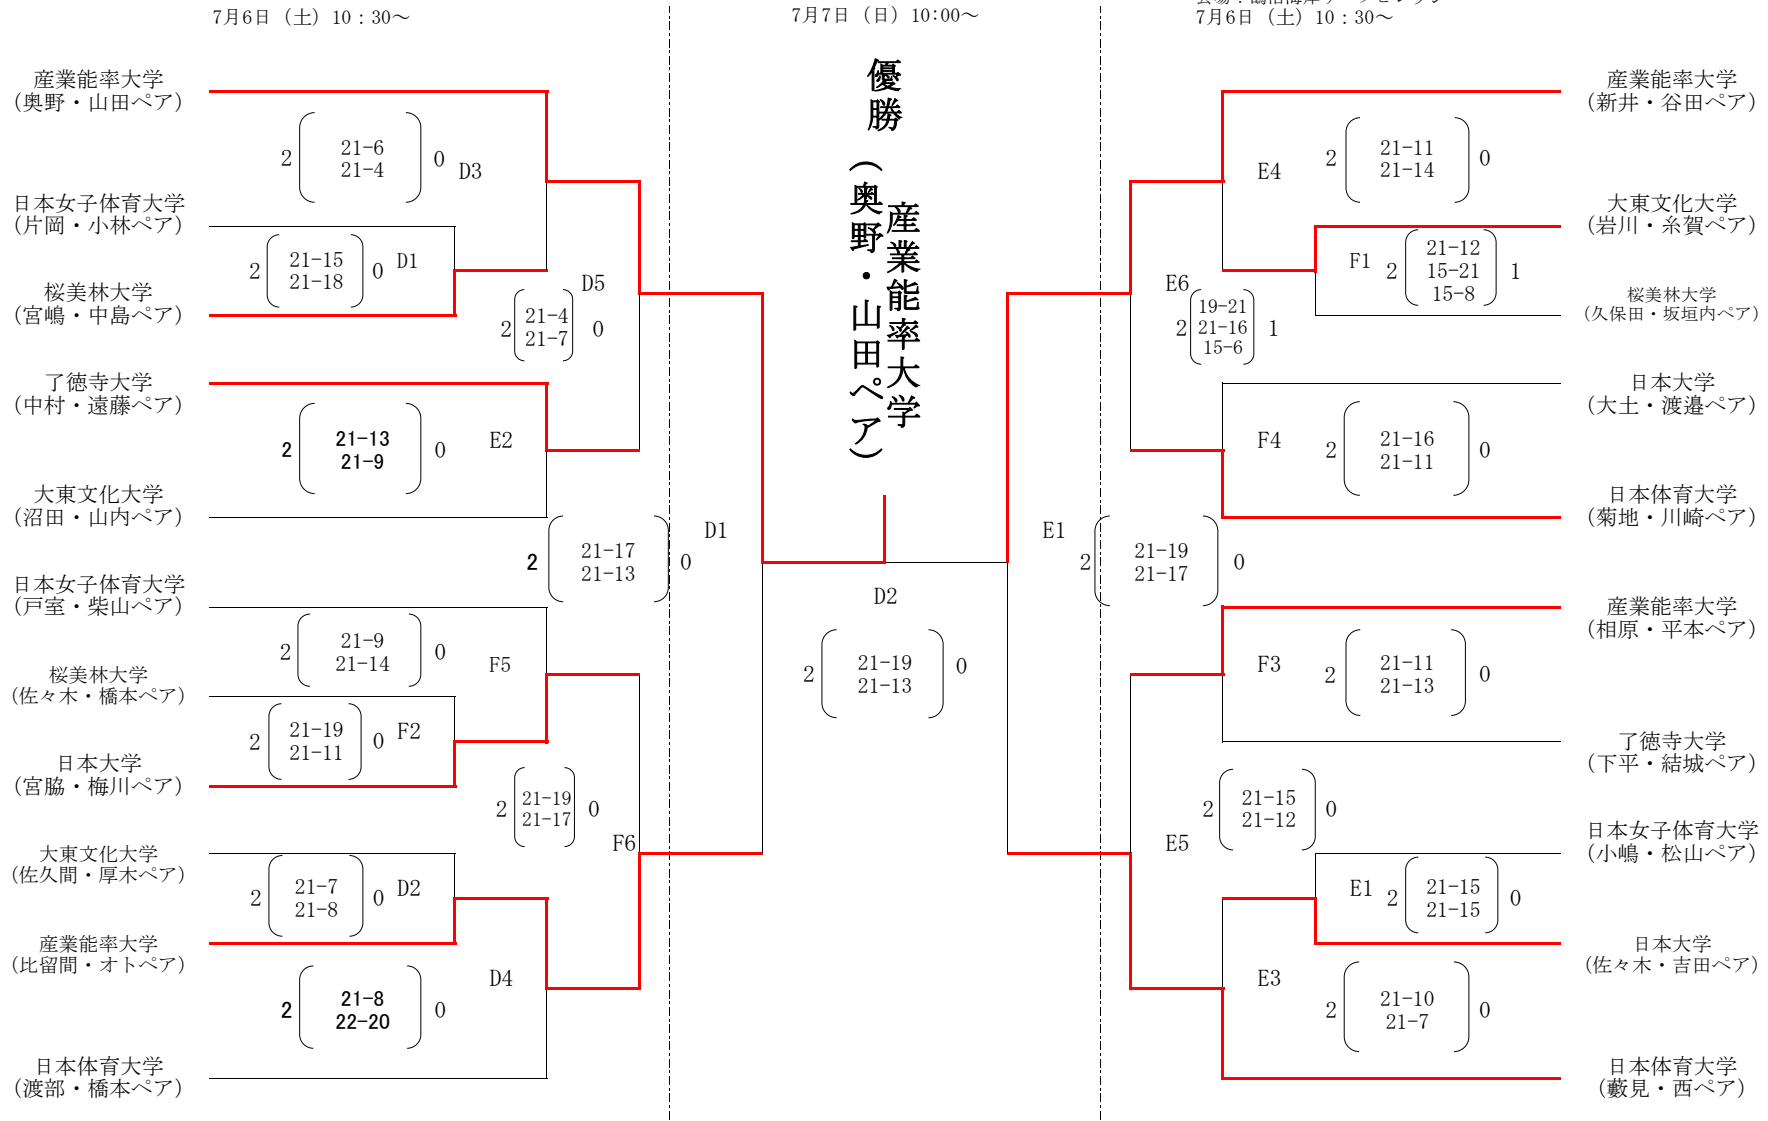 7月6日（土）10：30～
7月7日（日）10:00～
7月6日（土）10：30～
優勝
産業能率大学
（奥野・山田ペア）
産業能率大学
(奥野・山田ペア)
2
21-6
21-4
0
D3
日本女子体育大学
(片岡・小林ペア)
2
21-15
21-18
0
D1
桜美林大学
(宮嶋・中島ペア)
D5
2
21-4
21-7
0
了徳寺大学
(中村・遠藤ペア)
2
21-13
21-9
0
E2
大東文化大学
(沼田・山内ペア)
2
21-17
21-13
0
D1
日本女子体育大学
(戸室・柴山ペア)
2
21-9
21-14
0
F5
桜美林大学
(佐々木・橋本ペア)
2
21-19
21-11
0
F2
日本大学
(宮脇・梅川ペア)
2
21-19
21-17
0
F6
大東文化大学
(佐久間・厚木ペア)
2
21-7
21-8
0
D2
産業能率大学
(比留間・オトペア)
2
21-8
22-20
0
D4
日本体育大学
(渡部・橋本ペア)
D2
2
21-19
21-13
0
産業能率大学
(新井・谷田ペア)
E4
2
21-11
21-14
0
大東文化大学
(岩川・糸賀ペア)
F1
2
21-12
15-21
15-8
1
桜美林大学
(久保田・坂垣内ペア)
E6
2
19-21
21-16
15-6
1
日本大学
(大土・渡邉ペア)
F4
2
21-16
21-11
0
日本体育大学
(菊地・川崎ペア)
E1
2
21-19
21-17
0
産業能率大学
(相原・平本ペア)
F3
2
21-11
21-13
0
了徳寺大学
(下平・結城ペア)
E5
2
21-15
21-12
0
日本女子体育大学
(小嶋・松山ペア)
E1
2
21-15
21-15
0
日本大学
(佐々木・吉田ペア)
E3
2
21-10
21-7
0
日本体育大学
(藪見・西ペア)